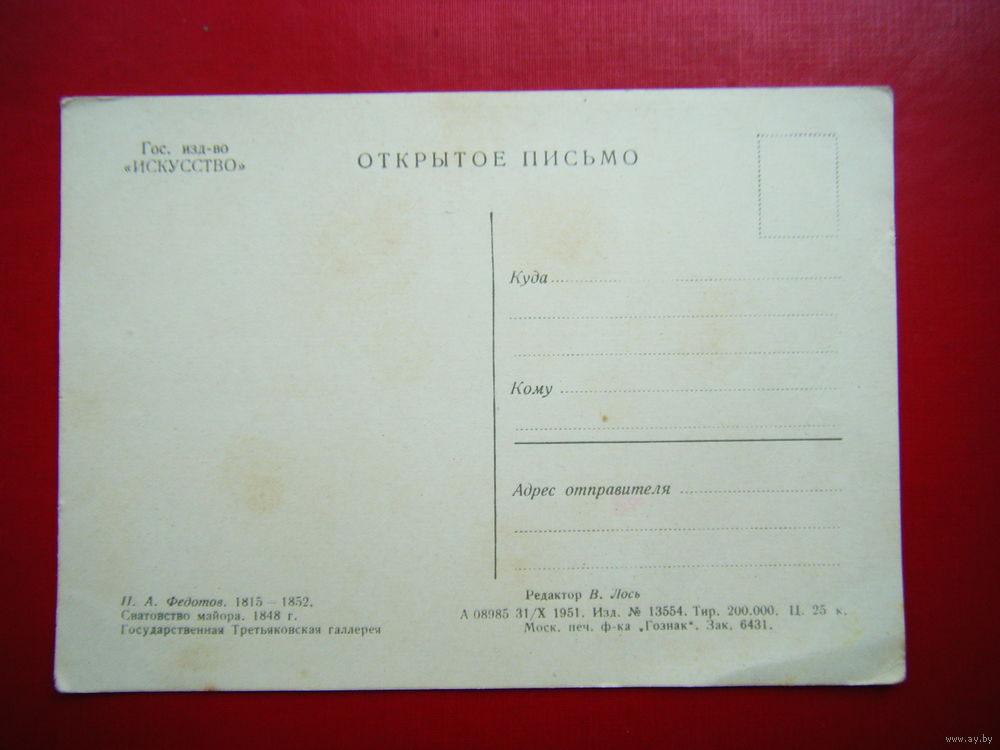 Гос. изд-во
«ИСКУССТВО»
ОТКРЫТОЕ ПИСЬМО
Куда
Кому
Адрес отправителя
П. А. Федотов. 1815 — 1852.
Сватовство майора. 1848 г.
Государственная Третьяковская галлерея
Редактор В. Лось
А 08985 31/X 1951. Изд. № 13554. Тир. 200.000. Ц. 25 к.
Моск. печ. ф-ка „Гознак“. Зак. 6431.
www.ay.by